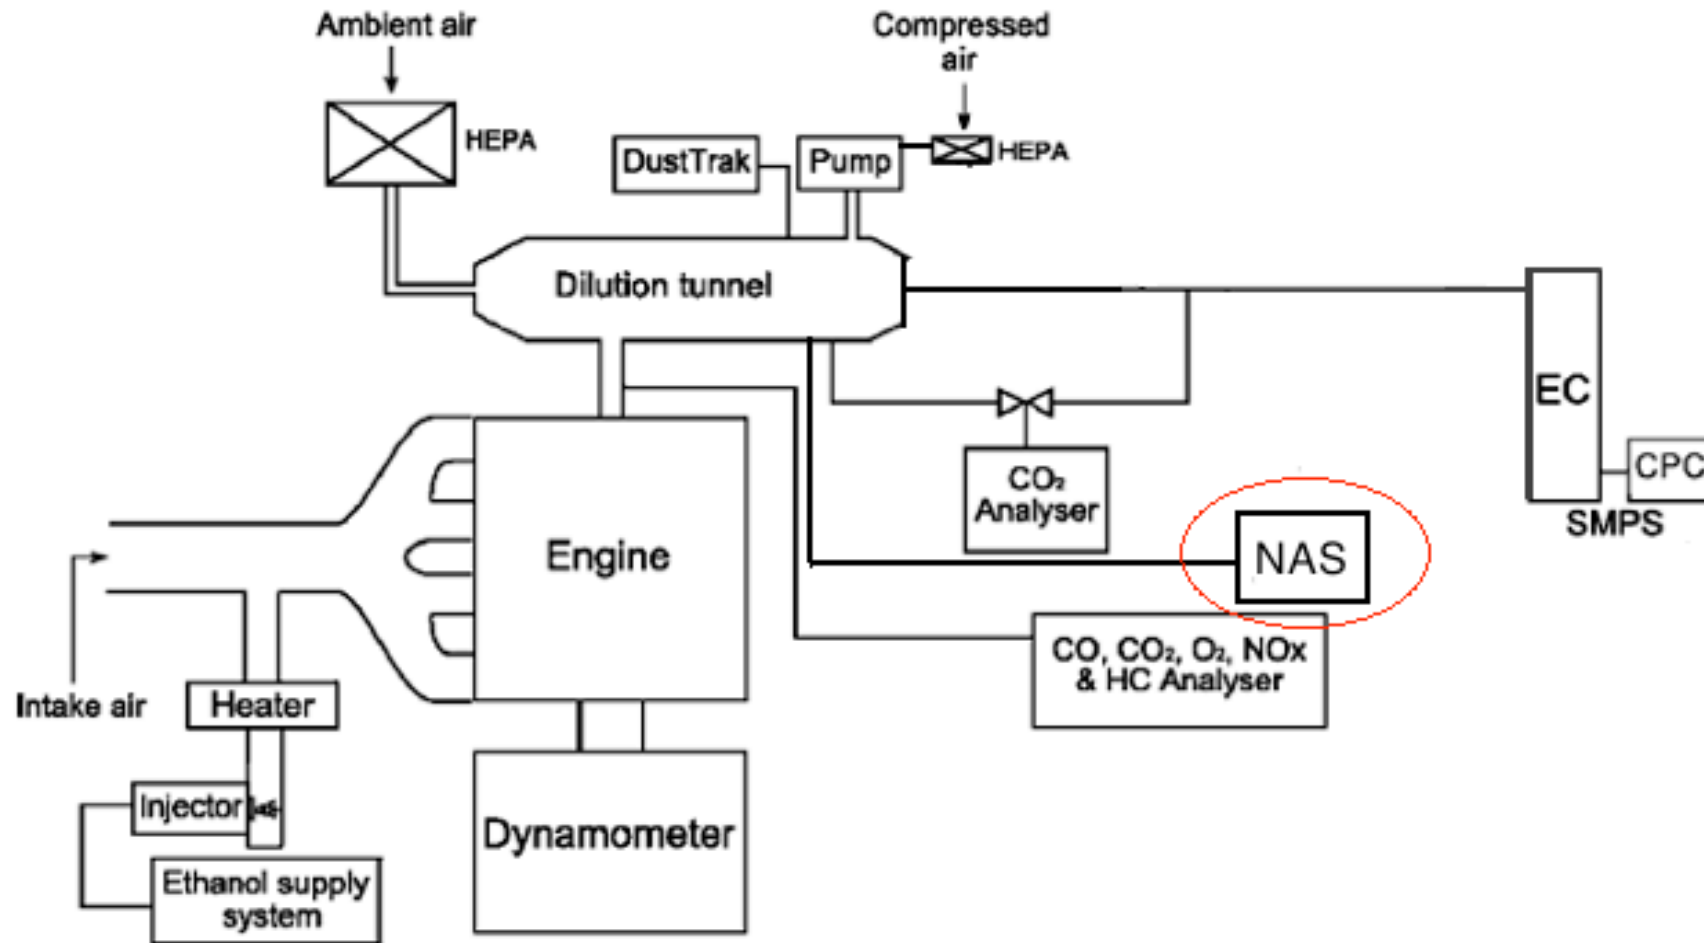 Ambient air
Compressed
air
HEPA
DustTrak
Pump
HEPA
Dilution tunnel
EC
CPC
SMPS
CO₂
Analyser
NAS
Engine
CO, CO₂, O₂, NOx
& HC Analyser
Intake air
Heater
Injector
Dynamometer
Ethanol supply
system